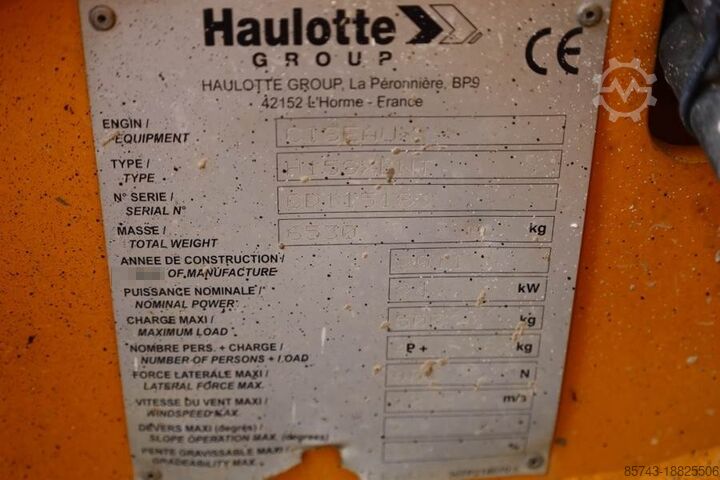 Haulotte
GROUP
CE
HAULOTTE GROUP, La Péronnière, BP9
42152 L'Horme - France
ENGIN /
EQUIPMENT
CISEAUX
TYPE /
TYPE
N° SERIE /
SERIAL N°
MASSE /
TOTAL WEIGHT
6530 kg
ANNEE DE CONSTRUCTION /
OF MANUFACTURE
PUISSANCE NOMINALE /
NOMINAL POWER
kW
CHARGE MAXI /
MAXIMUM LOAD
kg
NOMBRE PERS. + CHARGE /
NUMBER OF PERSONS + LOAD
P + kg
FORCE LATERALE MAXI /
LATERAL FORCE MAX.
N
VITESSE DU VENT MAXI /
WINDSPEED MAX.
m/s
DEVERS MAXI (degrés) /
SLOPE OPERATION MAX. (degrees)
°
PENTE GRAVISSABLE MAXI /
GRADEABILITY MAX.
%
85743-18825506